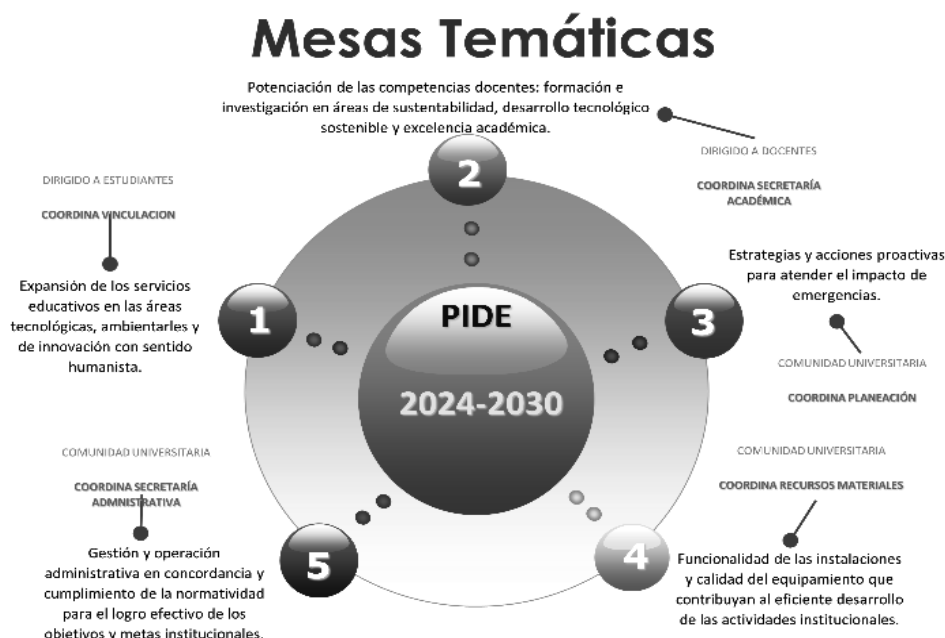 Mesas Temáticas
Potenciación de las competencias docentes: formación e
investigación en áreas de sustentabilidad, desarrollo tecnológico
sostenible y excelencia académica.
DIRIGIDO A DOCENTES
COORDINA SECRETARÍA
ACADÉMICA
2
DIRIGIDO A ESTUDIANTES
COORDINA VINCULACION
Expansión de los servicios
educativos en las áreas
tecnológicas, ambientarles y
de innovación con sentido
humanista.
1
PIDE
2024-2030
3
Estrategias y acciones proactivas
para atender el impacto de
emergencias.
COMUNIDAD UNIVERSITARIA
COORDINA PLANEACIÓN
COMUNIDAD UNIVERSITARIA
COORDINA RECURSOS MATERIALES
4
Funcionalidad de las instalaciones
y calidad del equipamiento que
contribuyan al eficiente desarrollo
de las actividades institucionales.
COMUNIDAD UNIVERSITARIA
COORDINA SECRETARÍA
ADMNISTRATIVA
5
Gestión y operación
administrativa en concordancia y
cumplimiento de la normatividad
para el logro efectivo de los
objetivos y metas institucionales.